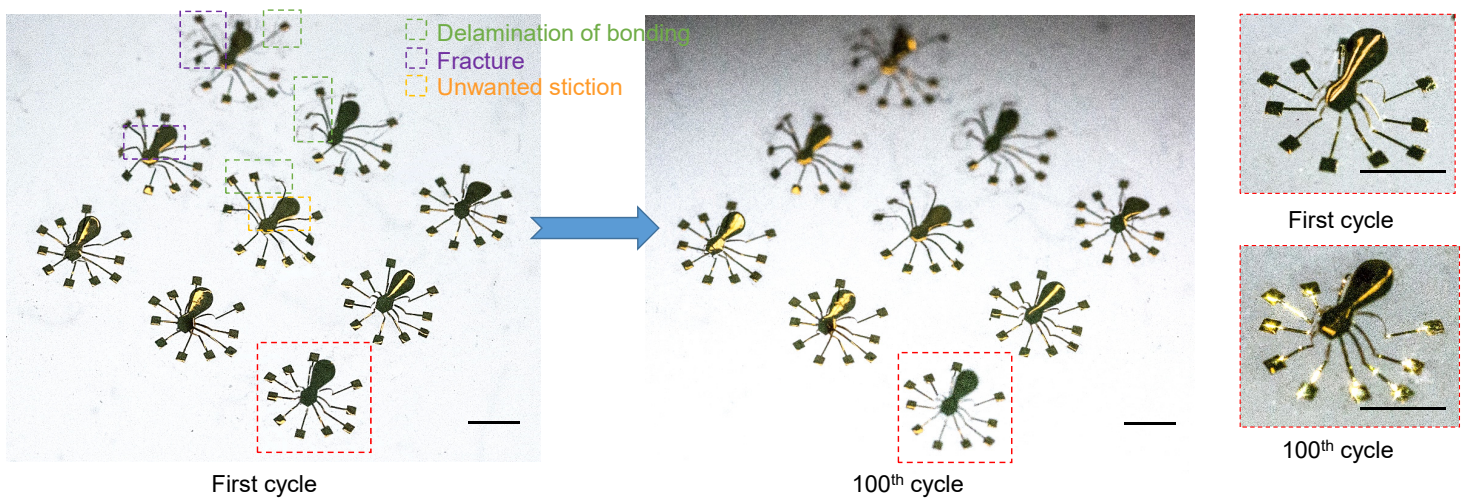 Delamination of bonding
Fracture
Unwanted stiction
First cycle
100th cycle
First cycle
100th cycle